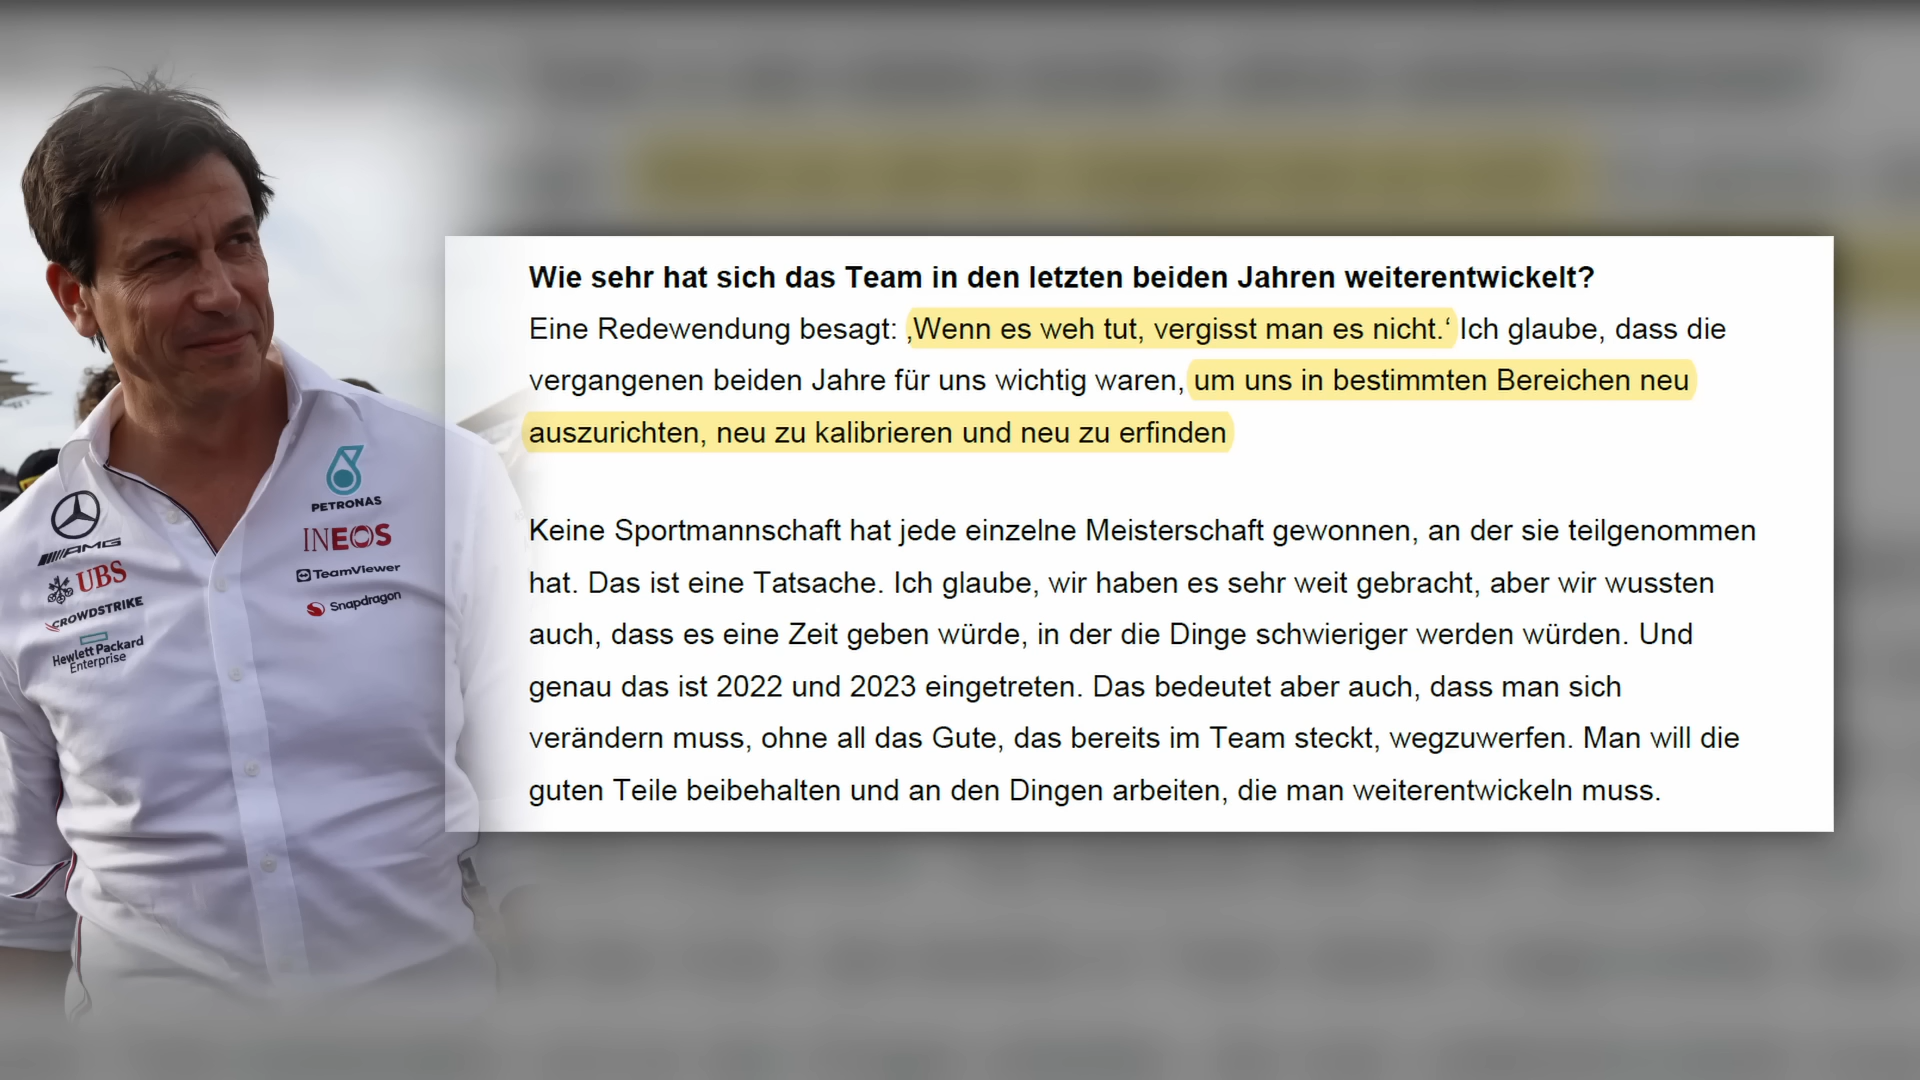 Wie sehr hat sich das Team in den letzten beiden Jahren weiterentwickelt?
Eine Redewendung besagt: ‚Wenn es weh tut, vergisst man es nicht.‘ Ich glaube, dass die
vergangenen beiden Jahre für uns wichtig waren, um uns in bestimmten Bereichen neu
auszurichten, neu zu kalibrieren und neu zu erfinden
Keine Sportmannschaft hat jede einzelne Meisterschaft gewonnen, an der sie teilgenommen
hat. Das ist eine Tatsache. Ich glaube, wir haben es sehr weit gebracht, aber wir wussten
auch, dass es eine Zeit geben würde, in der die Dinge schwieriger werden würden. Und
genau das ist 2022 und 2023 eingetreten. Das bedeutet aber auch, dass man sich
verändern muss, ohne all das Gute, das bereits im Team steckt, wegzuwerfen. Man will die
guten Teile beibehalten und an den Dingen arbeiten, die man weiterentwickeln muss.
AMG
UBS
CROWDSTRIKE
Hewlett Packard
Enterprise
PETRONAS
INEOS
TeamViewer
Snapdragon